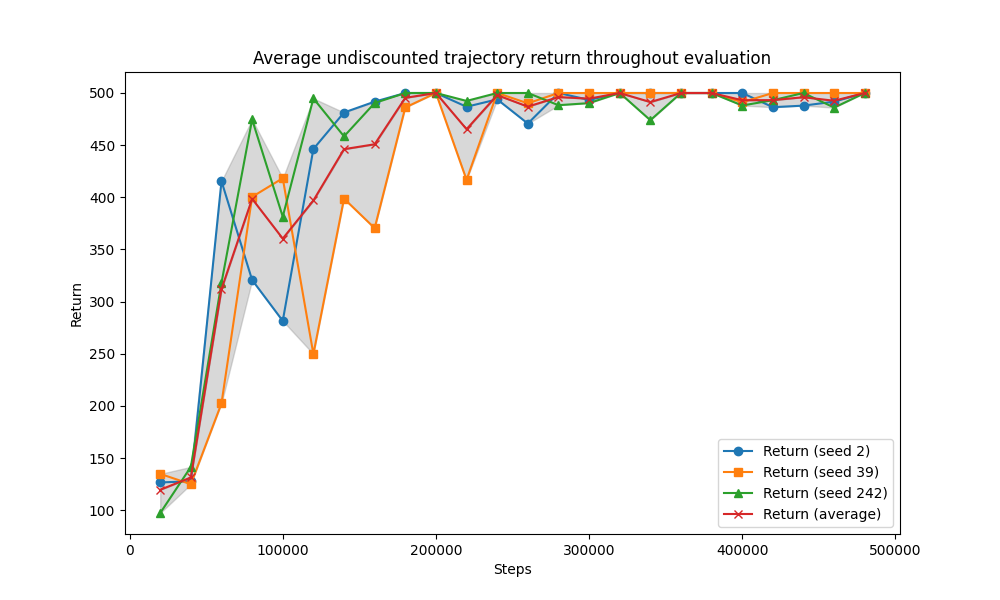 Average undiscounted trajectory return throughout evaluation
500
450
400
350
300
250
200
150
100
Return
0
100000
200000
300000
400000
500000
Steps
Return (seed 2)
Return (seed 39)
Return (seed 242)
Return (average)